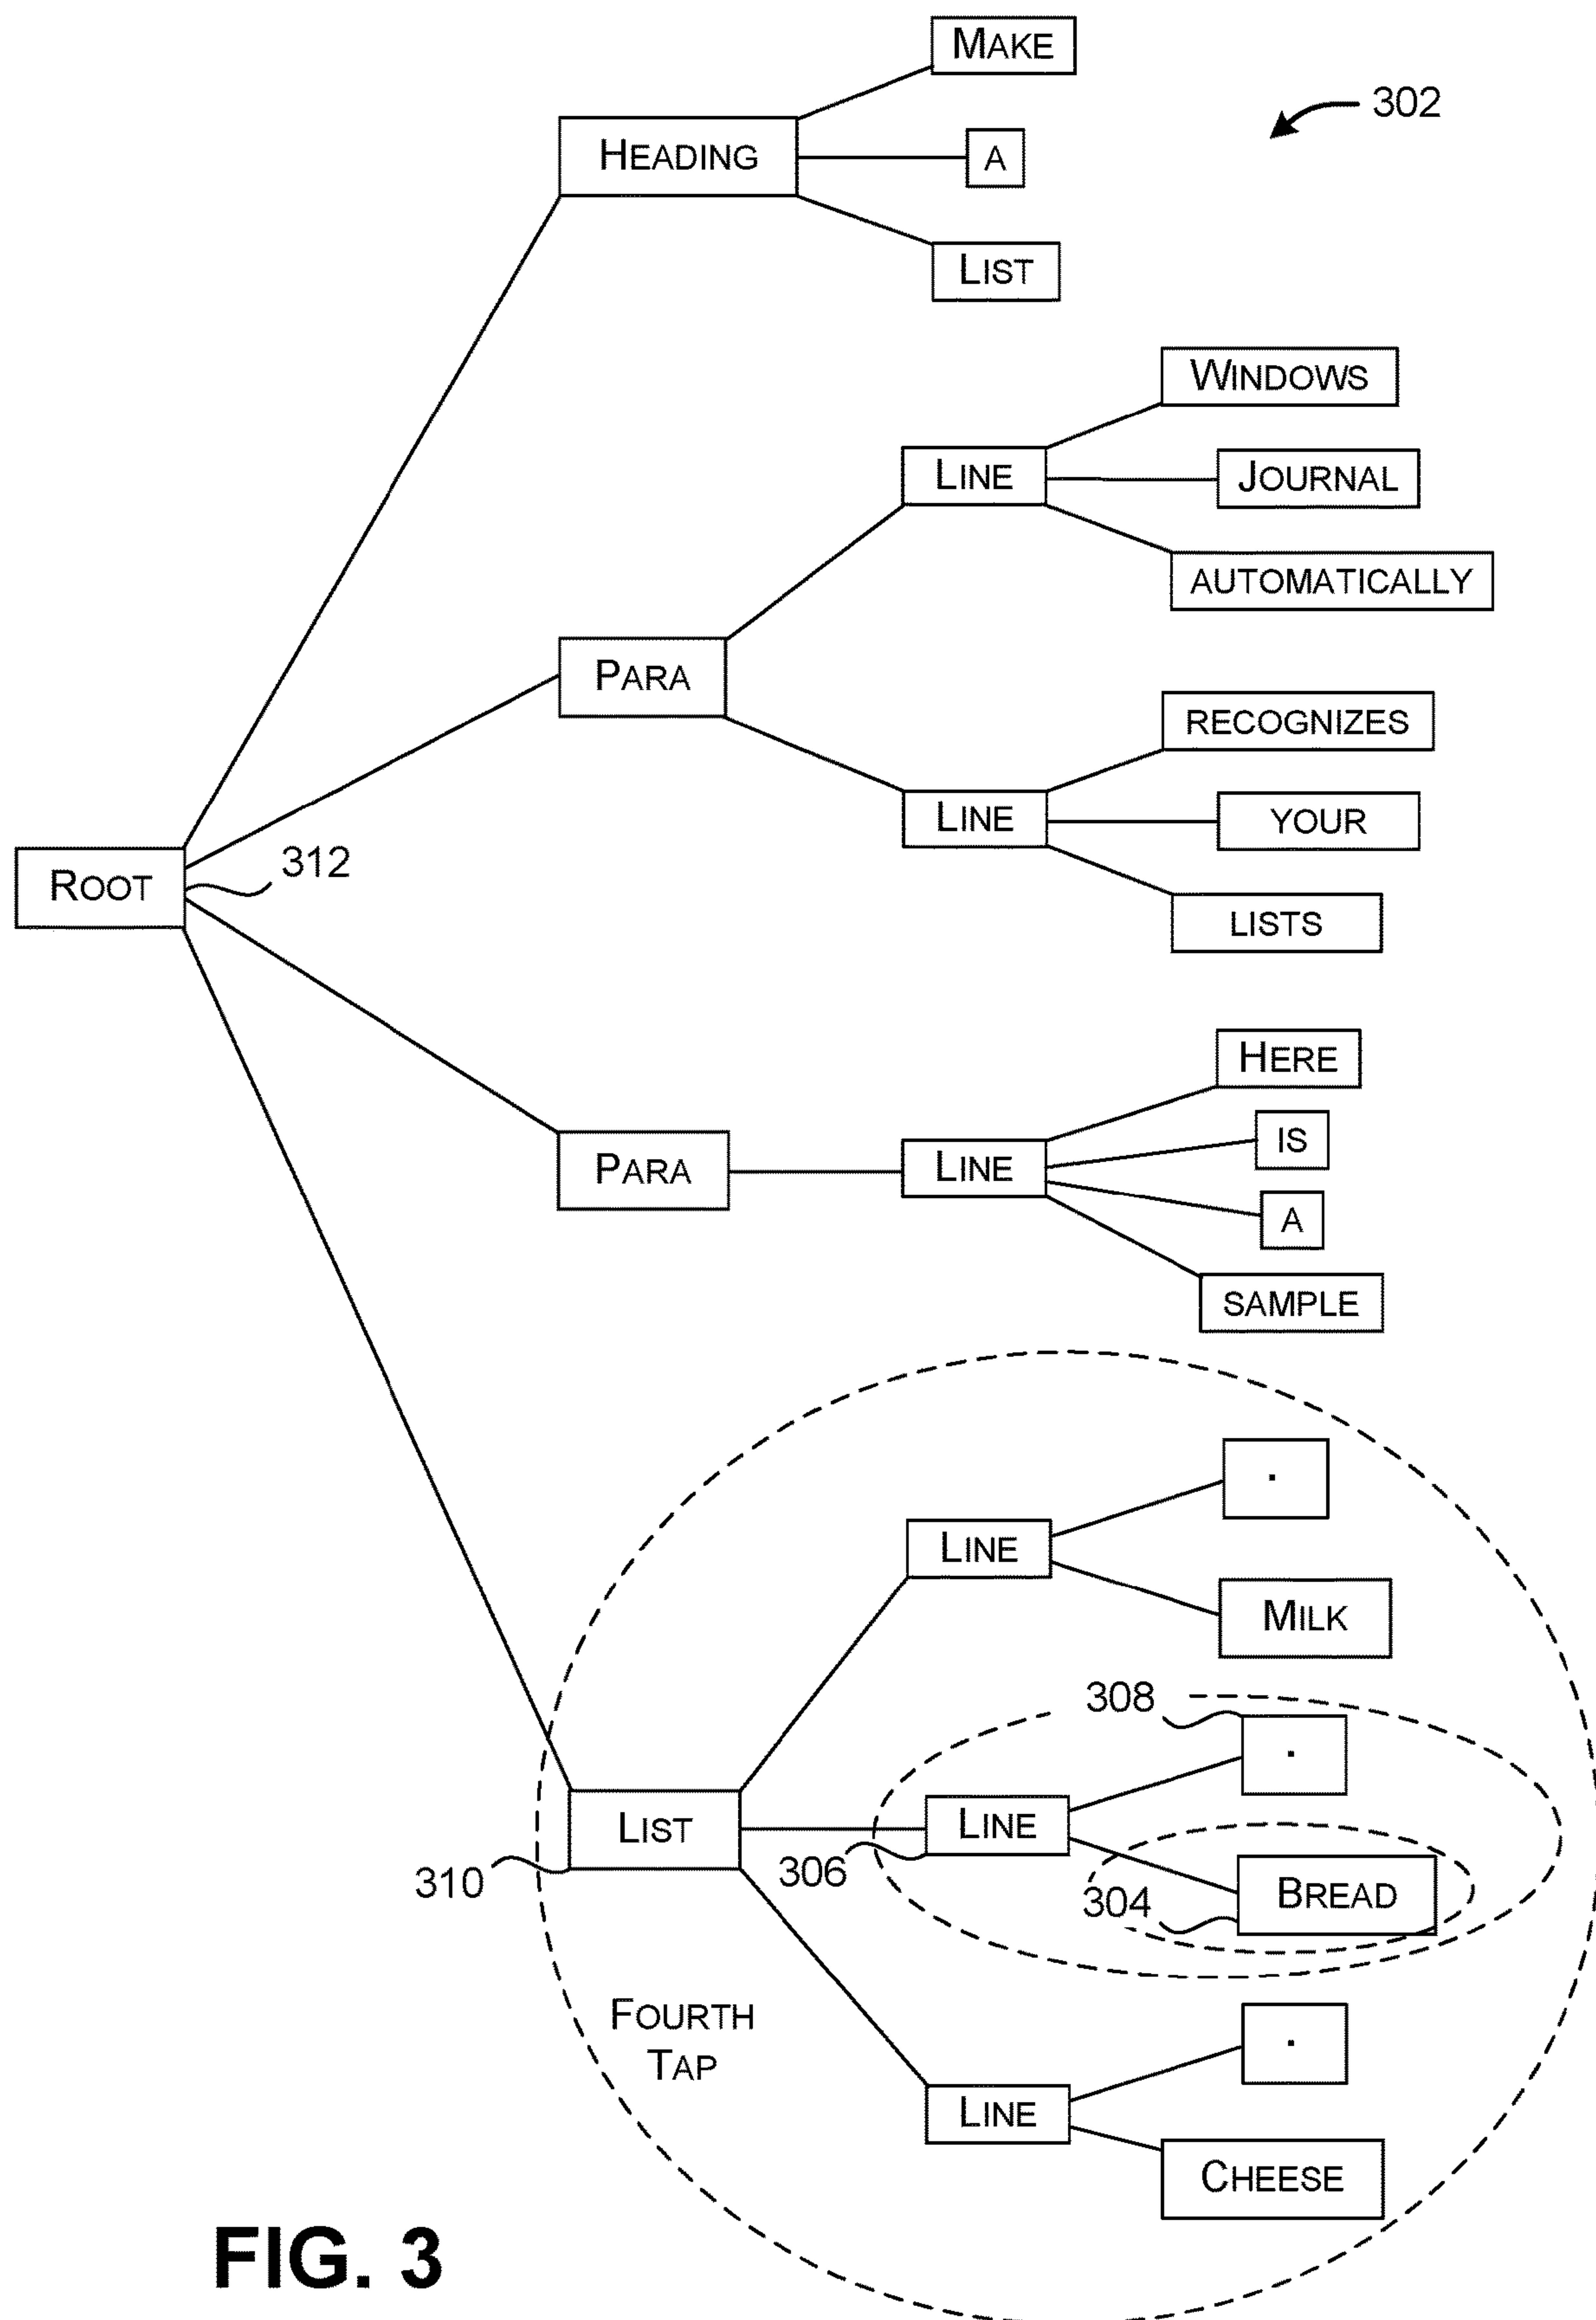 MAKE
302
HEADING
A
LIST
WINDOWS
LINE
JOURNAL
AUTOMATICALLY
PARA
RECOGNIZES
LINE
YOUR
LISTS
ROOT
312
HERE
IS
PARA
LINE
A
SAMPLE
·
LINE
MILK
308
·
LIST
LINE
310
306
304
BREAD
FOURTH
TAP
·
LINE
CHEESE
FIG. 3